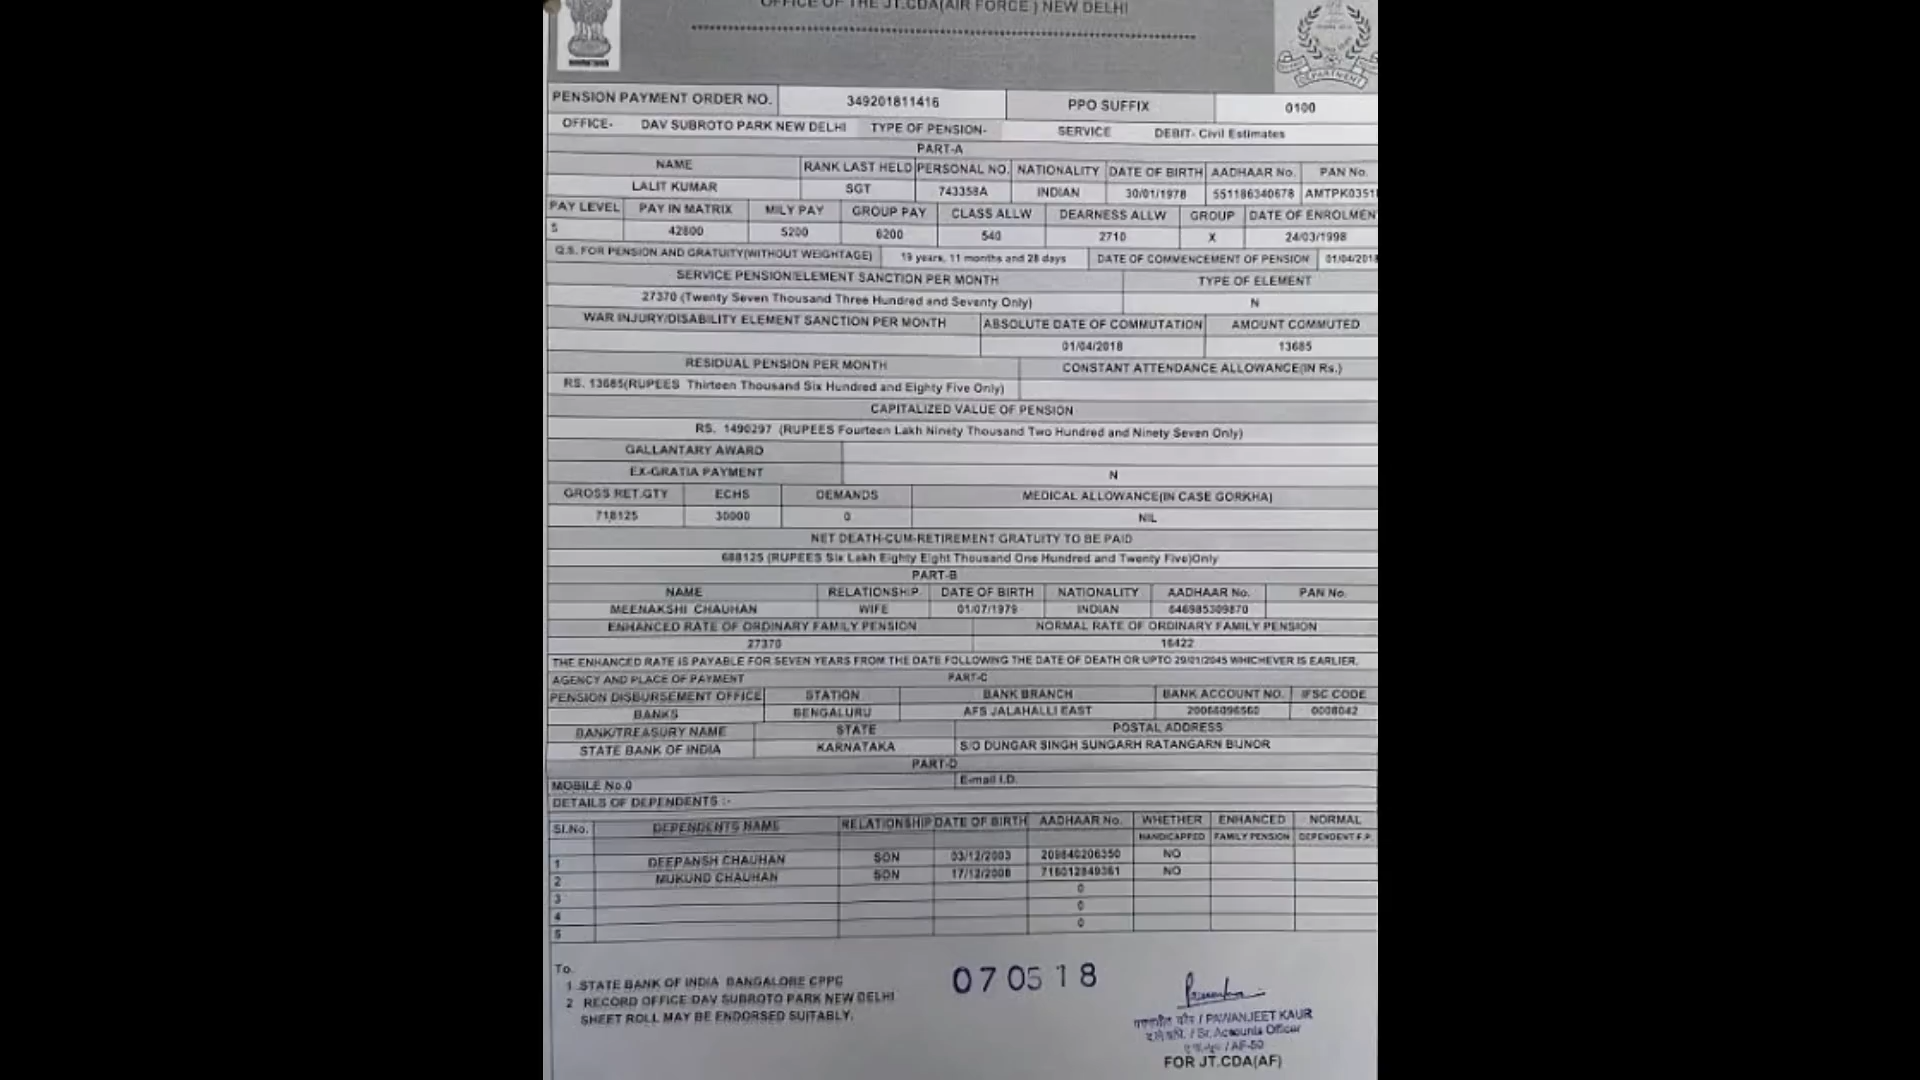 OFFICE OF THE JT.CDA(AIR FORCE ) NEW DELHI
DEPARTMENT
PENSION PAYMENT ORDER NO. 349201811416 PPO SUFFIX 0100
OFFICE- DAV SUBROTO PARK NEW DELHI TYPE OF PENSION- SERVICE DEBIT- Civil Estimates
PART-A
NAME RANK LAST HELD PERSONAL NO. NATIONALITY DATE OF BIRTH AADHAAR No. PAN No.
LALIT KUMAR SGT 743358A INDIAN 30/01/1978 551186340678 AMTPK0351
PAY LEVEL PAY IN MATRIX MILY PAY GROUP PAY CLASS ALLW DEARNESS ALLW GROUP DATE OF ENROLMEN
5 42800 5200 6200 540 2710 X 24/03/1998
Q.S. FOR PENSION AND GRATUITY(WITHOUT WEIGHTAGE) 19 years, 11 months and 28 days DATE OF COMMENCEMENT OF PENSION 01/04/2018
SERVICE PENSION/ELEMENT SANCTION PER MONTH TYPE OF ELEMENT
27370 (Twenty Seven Thousand Three Hundred and Seventy Only) N
WAR INJURY/DISABILITY ELEMENT SANCTION PER MONTH ABSOLUTE DATE OF COMMUTATION AMOUNT COMMUTED
01/04/2018 13685
RESIDUAL PENSION PER MONTH CONSTANT ATTENDANCE ALLOWANCE(IN Rs.)
RS. 13685(RUPEES Thirteen Thousand Six Hundred and Eighty Five Only)
CAPITALIZED VALUE OF PENSION
RS. 1490297 (RUPEES Fourteen Lakh Ninety Thousand Two Hundred and Ninety Seven Only)
GALLANTARY AWARD
EX-GRATIA PAYMENT N
GROSS RET.GTY ECHS DEMANDS MEDICAL ALLOWANCE(IN CASE GORKHA)
718125 30000 0 NIL
NET DEATH-CUM-RETIREMENT GRATUITY TO BE PAID
688125 (RUPEES Six Lakh Eighty Eight Thousand One Hundred and Twenty Five)Only
PART-B
NAME RELATIONSHIP DATE OF BIRTH NATIONALITY AADHAAR No. PAN No.
MEENAKSHI CHAUHAN WIFE 01/07/1979 INDIAN 646985309870
ENHANCED RATE OF ORDINARY FAMILY PENSION NORMAL RATE OF ORDINARY FAMILY PENSION
27370 16422
THE ENHANCED RATE IS PAYABLE FOR SEVEN YEARS FROM THE DATE FOLLOWING THE DATE OF DEATH OR UPTO 29/01/2045 WHICHEVER IS EARLIER.
AGENCY AND PLACE OF PAYMENT PART-C
PENSION DISBURSEMENT OFFICE STATION BANK BRANCH BANK ACCOUNT NO. IFSC CODE
BANKS BENGALURU AFS JALAHALLI EAST 20066096560 0008042
BANK/TREASURY NAME STATE POSTAL ADDRESS
STATE BANK OF INDIA KARNATAKA S/O DUNGAR SINGH SUNGARH RATANGARN BIJNOR
PART-D
MOBILE No.0 E-mail I.D.
DETAILS OF DEPENDENTS :-
Sl.No. DEPENDENTS NAME RELATIONSHIP DATE OF BIRTH AADHAAR No. WHETHER HANDICAPPED ENHANCED FAMILY PENSION NORMAL DEPENDENT F.P.
1 DEEPANSH CHAUHAN SON 03/12/2003 209840206350 NO
2 MUKUND CHAUHAN SON 17/12/2008 716012849361 NO
3 0
4 0
5 0
To.
1 STATE BANK OF INDIA BANGALORE CPPC
2 RECORD OFFICE DAV SUBROTO PARK NEW DELHI
SHEET ROLL MAY BE ENDORSED SUITABLY.
07 05 18
/ PAWANJEET KAUR
/ Sr. Accounts Officer
/ AF-50
FOR JT.CDA(AF)